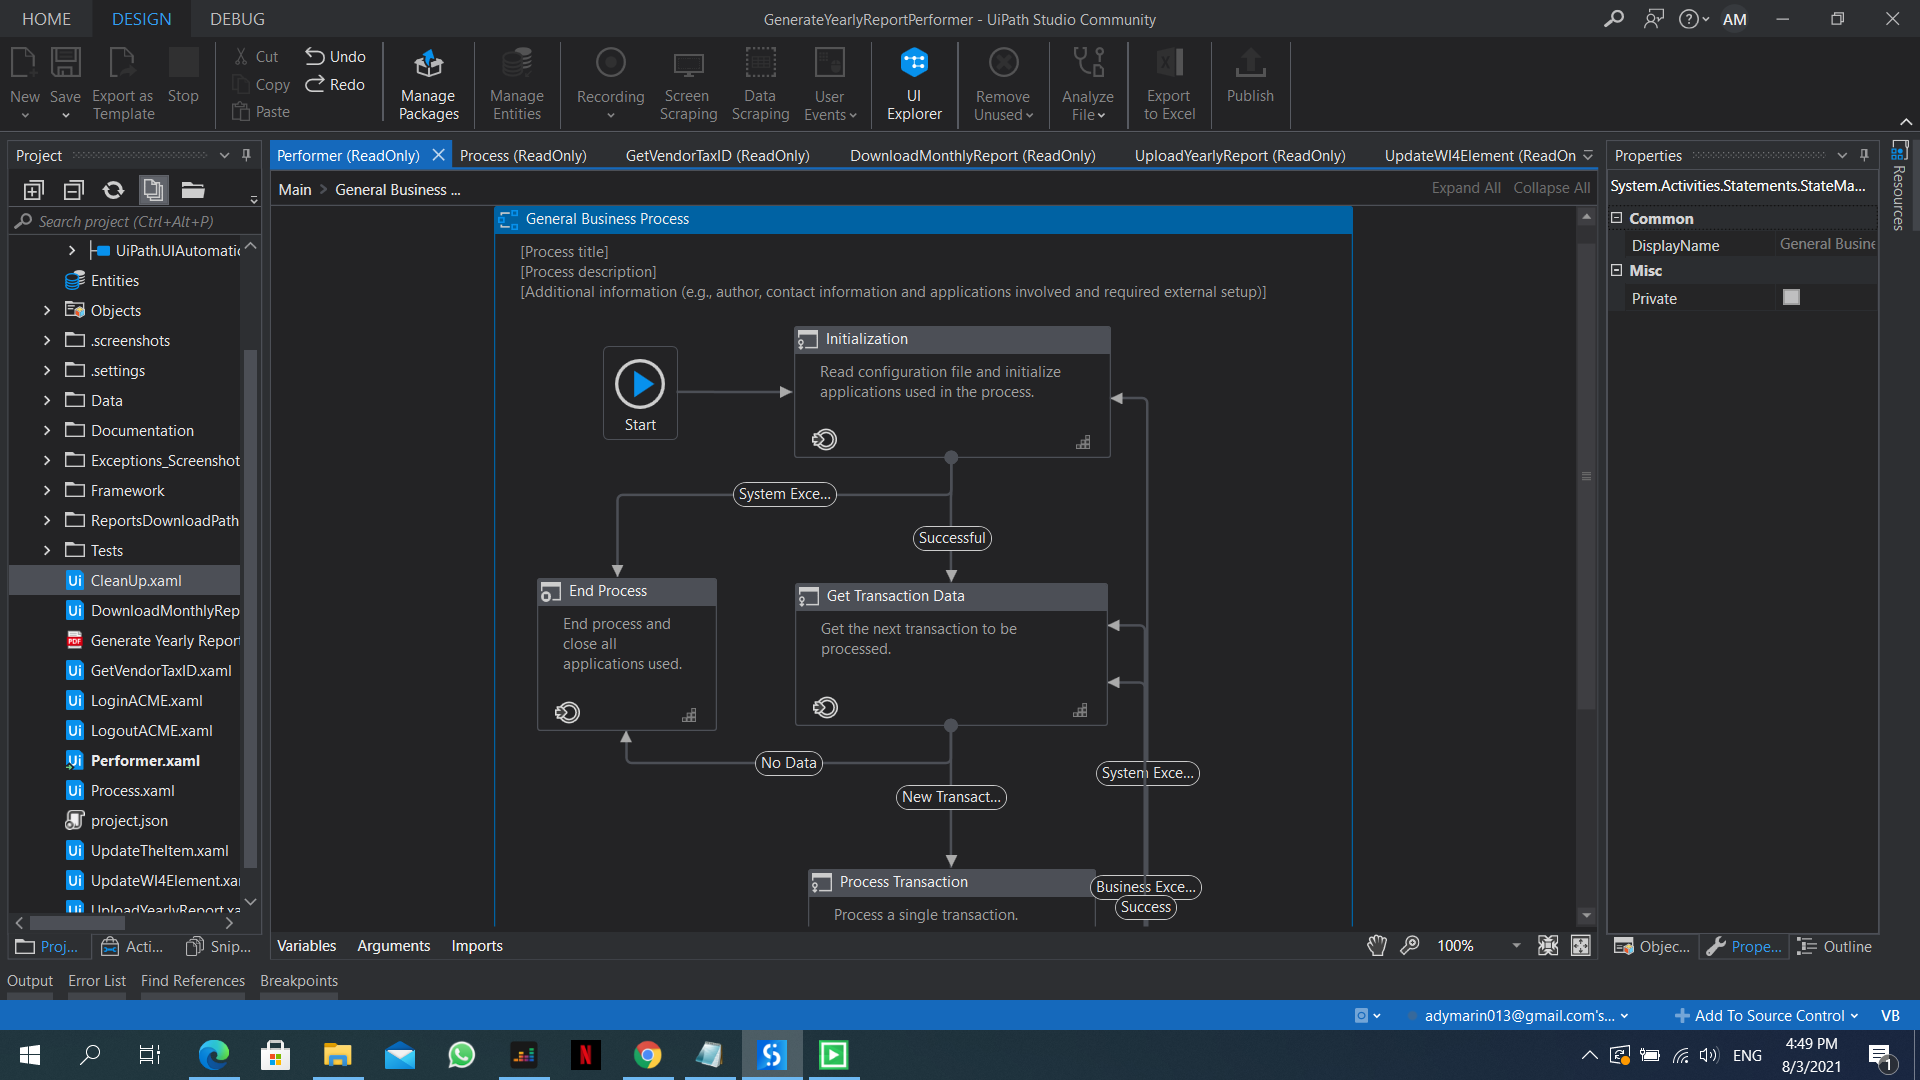 HOME DESIGN DEBUG
GenerateYearlyReportPerformer - UiPath Studio Community
AM
New
Save
Export as
Template
Stop
Cut
Copy
Paste
Undo
Redo
Manage
Packages
Manage
Entities
Recording
Screen
Scraping
Data
Scraping
User
Events
UI
Explorer
Remove
Unused
Analyze
File
Export
to Excel
Publish
Project
Search project (Ctrl+Alt+P)
UiPath.UIAutomatic
Entities
Objects
.screenshots
.settings
Data
Documentation
Exceptions_Screenshot
Framework
ReportsDownloadPath
Tests
CleanUp.xaml
DownloadMonthlyRep
Generate Yearly Report
GetVendorTaxID.xaml
LoginACME.xaml
LogoutACME.xaml
Performer.xaml
Process.xaml
project.json
UpdateTheItem.xaml
UpdateWI4Element.xar
UploadYearlyReport.xa
Proj...
Acti...
Snip...
Performer (ReadOnly)
Process (ReadOnly)
GetVendorTaxID (ReadOnly)
DownloadMonthlyReport (ReadOnly)
UploadYearlyReport (ReadOnly)
UpdateWI4Element (ReadOn
Main > General Business ...
Expand All Collapse All
General Business Process
[Process title]
[Process description]
[Additional information (e.g., author, contact information and applications involved and required external setup)]
Start
Initialization
Read configuration file and initialize
applications used in the process.
System Exce...
Successful
End Process
End process and
close all
applications used.
Get Transaction Data
Get the next transaction to be
processed.
No Data
New Transact...
System Exce...
Process Transaction
Process a single transaction.
Business Exce...
Success
Variables Arguments Imports
100%
Properties
System.Activities.Statements.StateMa...
Common
DisplayName General Busine
Misc
Private
Resources
Objec...
Prope...
Outline
Output Error List Find References Breakpoints
adymarin013@gmail.com's...
Add To Source Control
VB
ENG
4:49 PM
8/3/2021
1